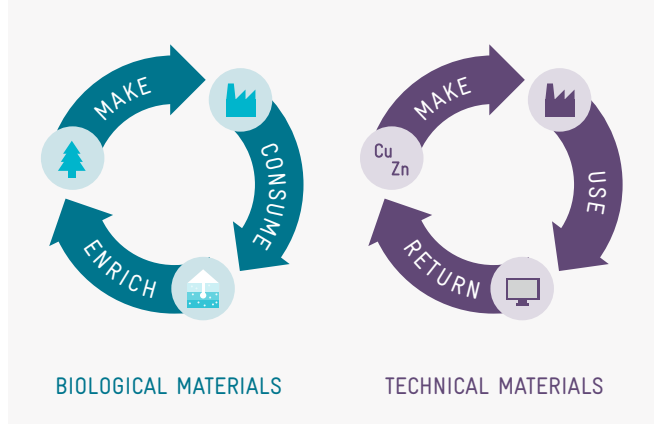 MAKE
CONSUME
ENRICH
BIOLOGICAL MATERIALS
MAKE
Cu
Zn
USE
RETURN
TECHNICAL MATERIALS